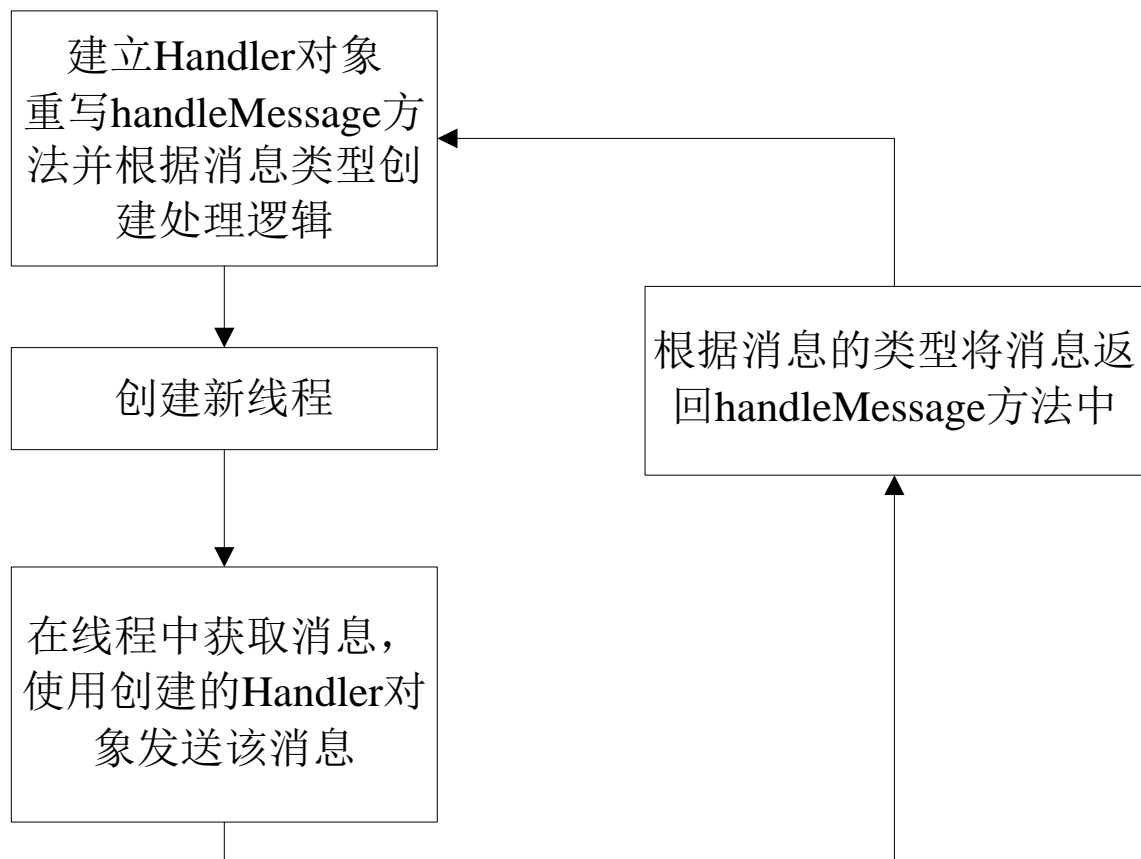 建立Handler对象
重写handleMessage方
法并根据消息类型创
建处理逻辑
创建新线程
在线程中获取消息，
使用创建的Handler对
象发送该消息
根据消息的类型将消息返
回handleMessage方法中